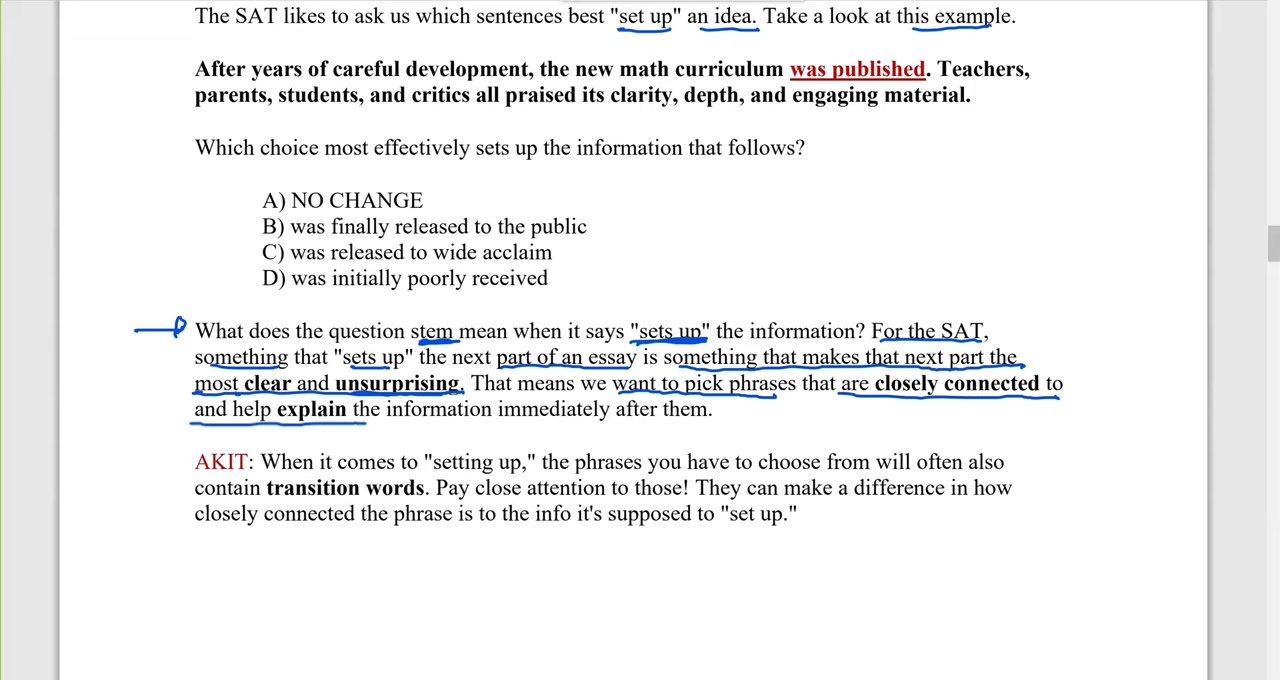 The SAT likes to ask us which sentences best "set up" an idea. Take a look at this example.
After years of careful development, the new math curriculum was published. Teachers,
parents, students, and critics all praised its clarity, depth, and engaging material.
Which choice most effectively sets up the information that follows?
A) NO CHANGE
B) was finally released to the public
C) was released to wide acclaim
D) was initially poorly received
What does the question stem mean when it says "sets up" the information? For the SAT,
something that "sets up" the next part of an essay is something that makes that next part the
most clear and unsurprising. That means we want to pick phrases that are closely connected to
and help explain the information immediately after them.
AKIT: When it comes to "setting up," the phrases you have to choose from will often also
contain transition words. Pay close attention to those! They can make a difference in how
closely connected the phrase is to the info it's supposed to "set up."